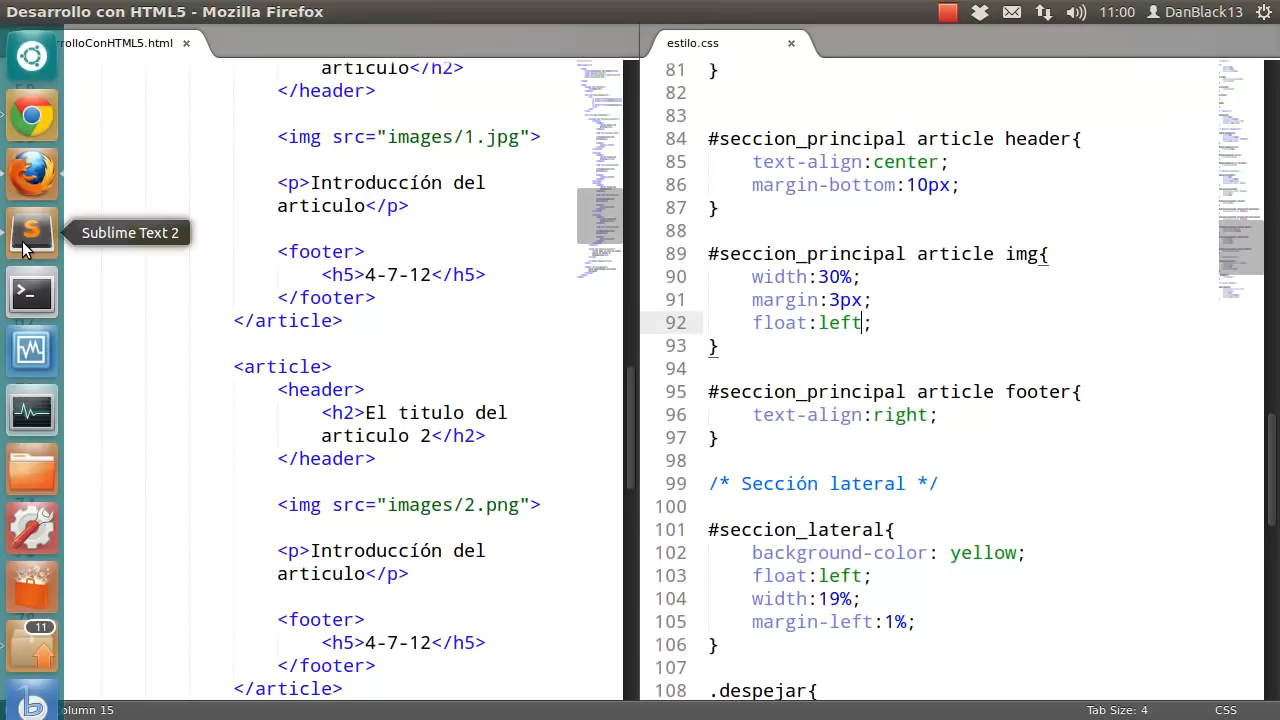 Desarrollo con HTML5 - Mozilla Firefox
11:00
DanBlack13
rrolloConHTML5.html ×
articulo</h2>
</header>
<img src="images/1.jpg">
<p>Introduccíón del
articulo</p>
<footer>
<h5>4-7-12</h5>
</footer>
</article>
<article>
<header>
<h2>El titulo del
articulo 2</h2>
</header>
<img src="images/2.png">
<p>Introduccíón del
articulo</p>
<footer>
<h5>4-7-12</h5>
</footer>
</article>
Sublime Text 2
11
estilo.css ×
81 }
82
83
84 #seccion_principal article header{
85 text-align:center;
86 margin-bottom:10px;
87 }
88
89 #seccion_principal article img{
90 width:30%;
91 margin:3px;
92 float:left;
93 }
94
95 #seccion_principal article footer{
96 text-align:right;
97 }
98
99 /* Sección lateral */
100
101 #seccion_lateral{
102 background-color: yellow;
103 float:left;
104 width:19%;
105 margin-left:1%;
106 }
107
108 .despejar{
olumn 15
Tab Size: 4
CSS